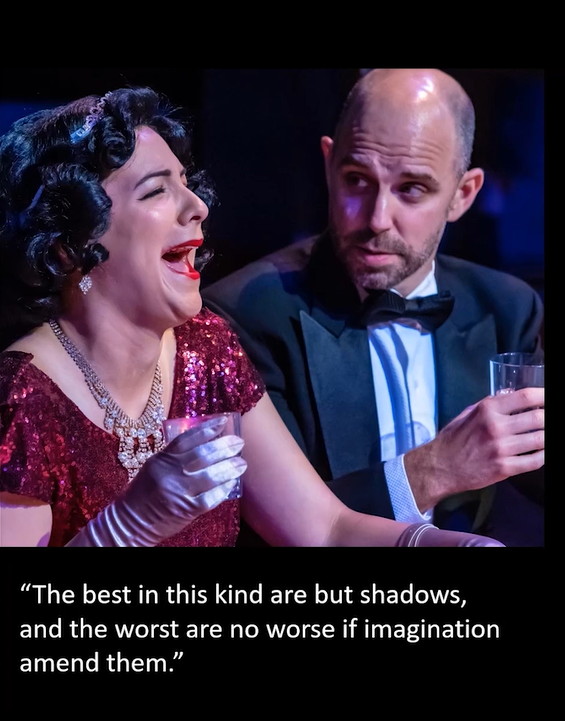 “The best in this kind are but shadows,
and the worst are no worse if imagination
amend them.”